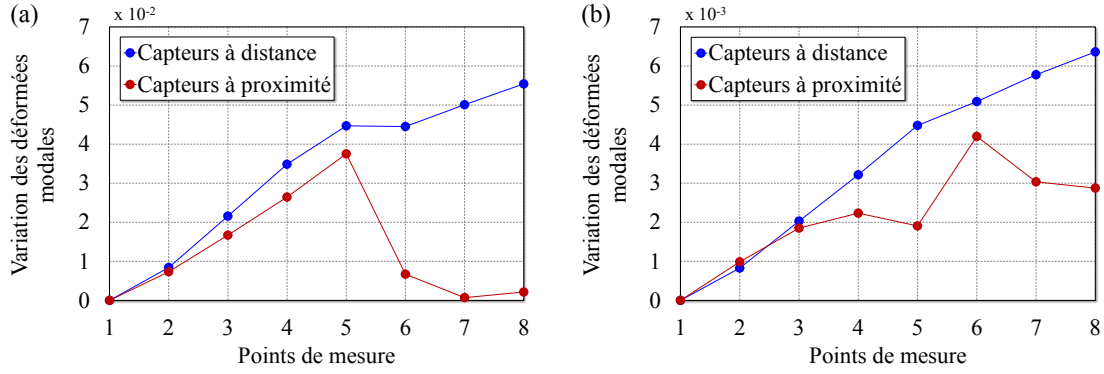 (a)
x 10-2
7
6
5
4
3
2
1
0
Variation des déformées
modales
Capteurs à distance
Capteurs à proximité
1 2 3 4 5 6 7 8
Points de mesure
(b)
x 10-3
7
6
5
4
3
2
1
0
Variation des déformées
modales
Capteurs à distance
Capteurs à proximité
1 2 3 4 5 6 7 8
Points de mesure